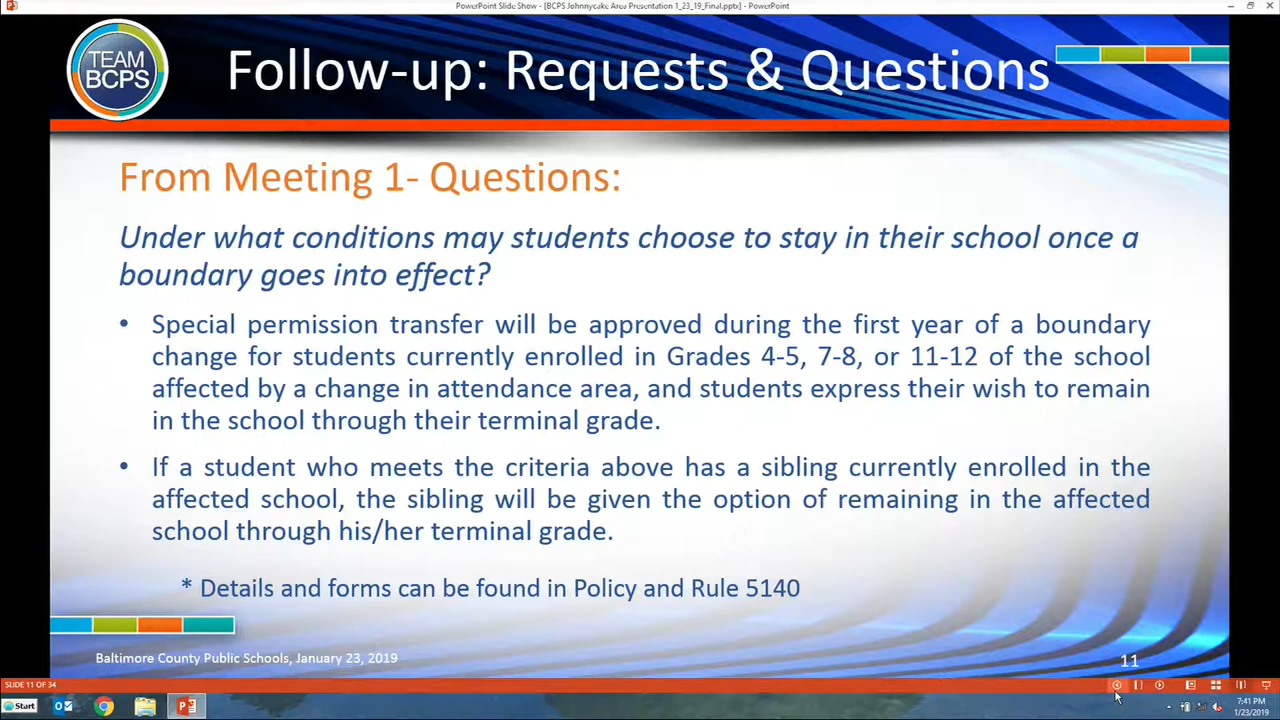 PowerPoint Slide Show - [BCPS Johnnycake Area Presentation 1_23_19_Final.pptx] - PowerPoint
TEAM
BCPS
Follow-up: Requests & Questions
From Meeting 1- Questions:
Under what conditions may students choose to stay in their school once a
boundary goes into effect?
• Special permission transfer will be approved during the first year of a boundary
change for students currently enrolled in Grades 4-5, 7-8, or 11-12 of the school
affected by a change in attendance area, and students express their wish to remain
in the school through their terminal grade.
• If a student who meets the criteria above has a sibling currently enrolled in the
affected school, the sibling will be given the option of remaining in the affected
school through his/her terminal grade.
* Details and forms can be found in Policy and Rule 5140
Baltimore County Public Schools, January 23, 2019
11
SLIDE 11 OF 34
Start
7:41 PM
1/23/2019